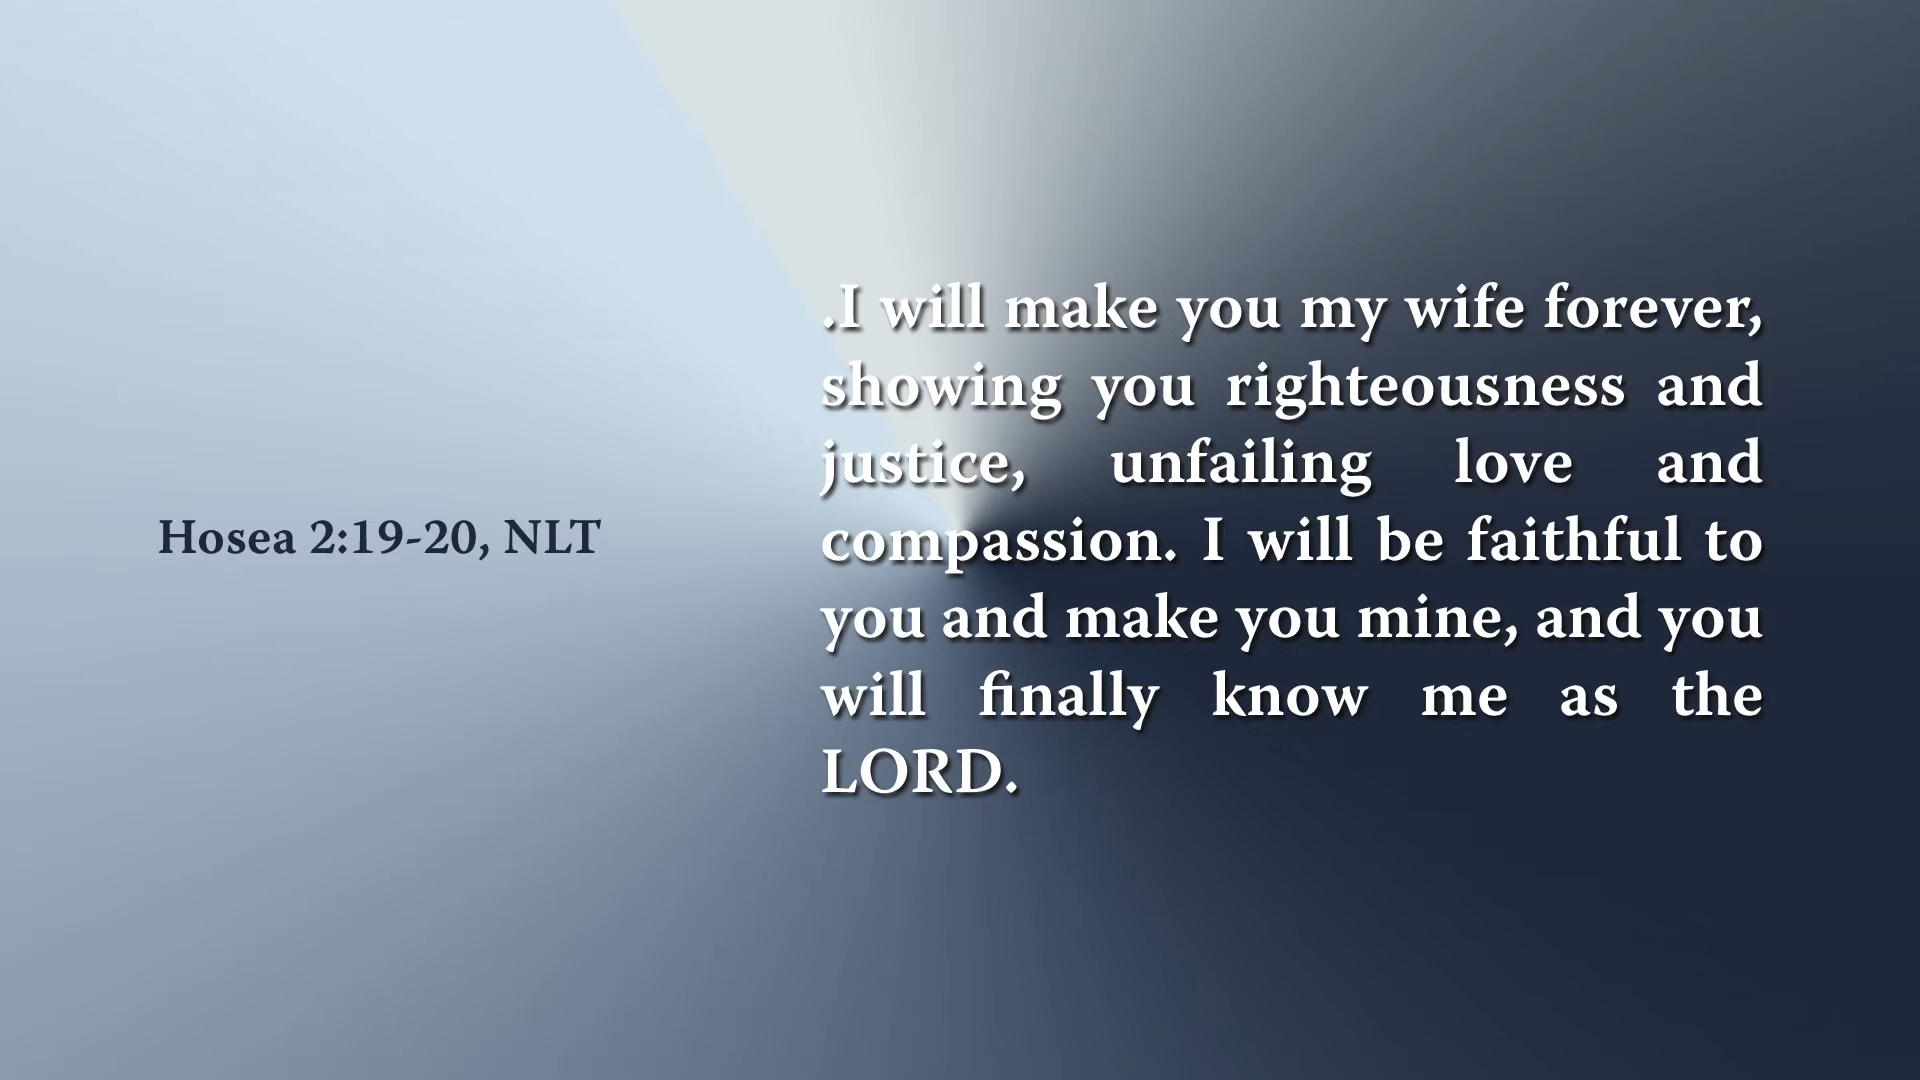 Hosea 2:19-20, NLT
.I will make you my wife forever,
showing you righteousness and
justice, unfailing love and
compassion. I will be faithful to
you and make you mine, and you
will finally know me as the
LORD.